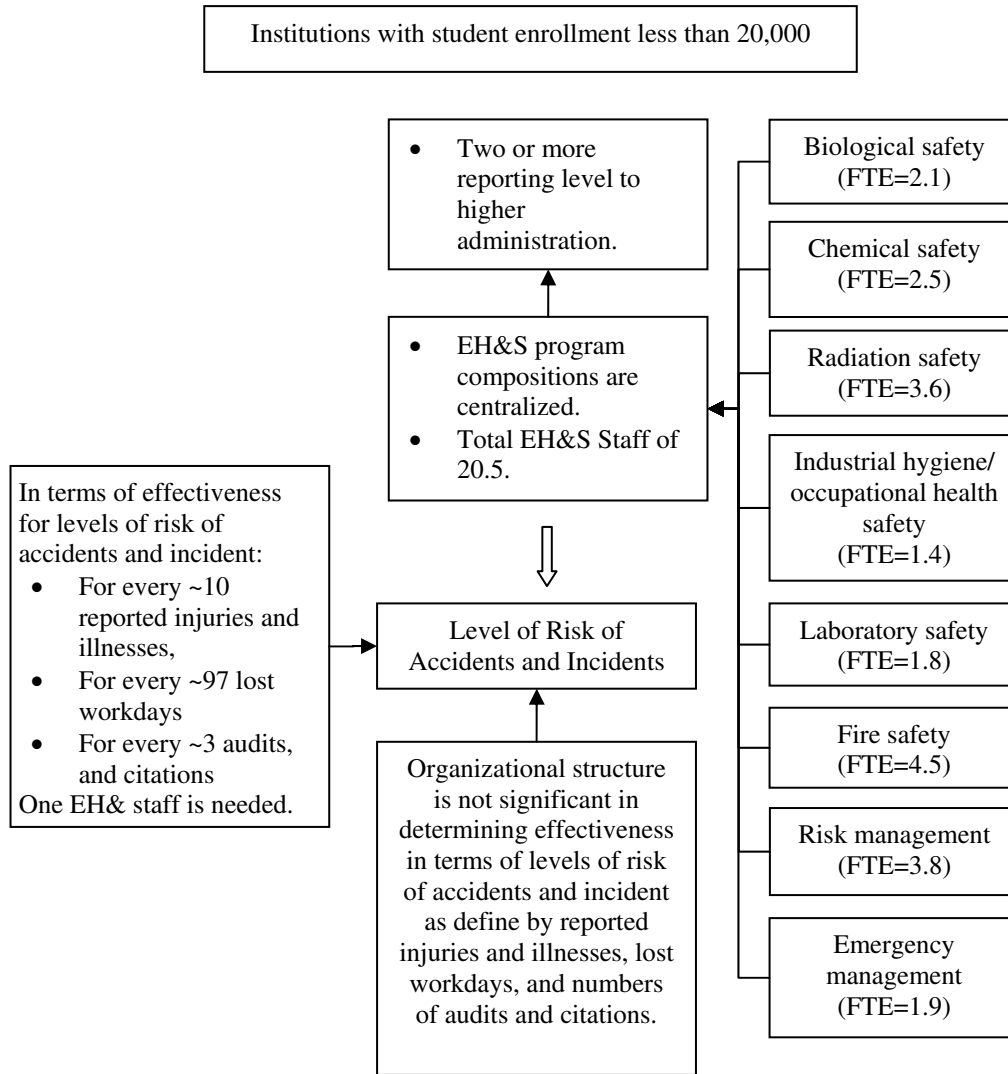 Institutions with student enrollment less than 20,000
• Two or more
reporting level to
higher
administration.
• EH&S program
compositions are
centralized.
• Total EH&S Staff of
20.5.
In terms of effectiveness
for levels of risk of
accidents and incident:
• For every ~10
reported injuries and
illnesses,
• For every ~97 lost
workdays
• For every ~3 audits,
and citations
One EH& staff is needed.
Level of Risk of
Accidents and Incidents
Organizational structure
is not significant in
determining effectiveness
in terms of levels of risk
of accidents and incident
as define by reported
injuries and illnesses, lost
workdays, and numbers
of audits and citations.
Biological safety
(FTE=2.1)
Chemical safety
(FTE=2.5)
Radiation safety
(FTE=3.6)
Industrial hygiene/
occupational health
safety
(FTE=1.4)
Laboratory safety
(FTE=1.8)
Fire safety
(FTE=4.5)
Risk management
(FTE=3.8)
Emergency
management
(FTE=1.9)